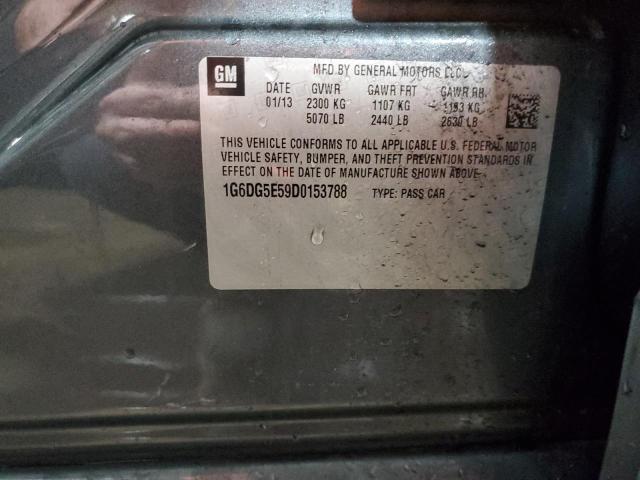 GM
MFD BY GENERAL MOTORS LLC
DATE GVWR GAWR FRT GAWR RR
01/13 2300 KG 1107 KG 1193 KG
5070 LB 2440 LB 2630 LB
THIS VEHICLE CONFORMS TO ALL APPLICABLE U.S. FEDERAL MOTOR
VEHICLE SAFETY, BUMPER, AND THEFT PREVENTION STANDARDS IN
EFFECT ON THE DATE OF MANUFACTURE SHOWN ABOVE.
1G6DG5E59D0153788 TYPE: PASS CAR